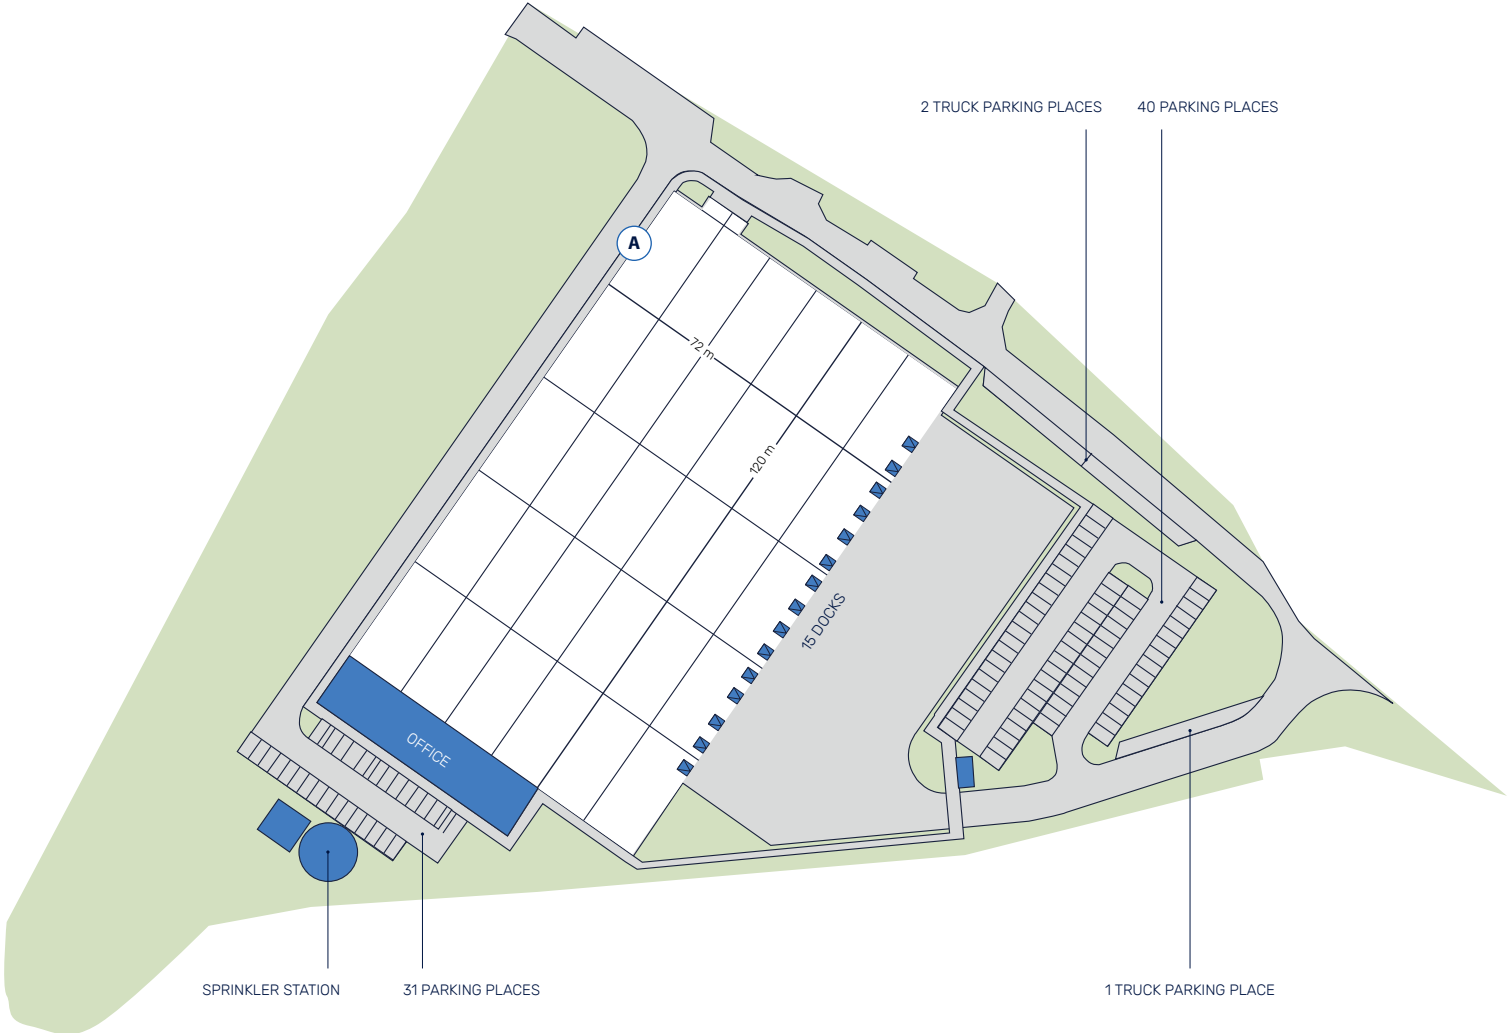 2 TRUCK PARKING PLACES
40 PARKING PLACES
A
72 m
120 m
15 DOCKS
OFFICE
SPRINKLER STATION
31 PARKING PLACES
1 TRUCK PARKING PLACE